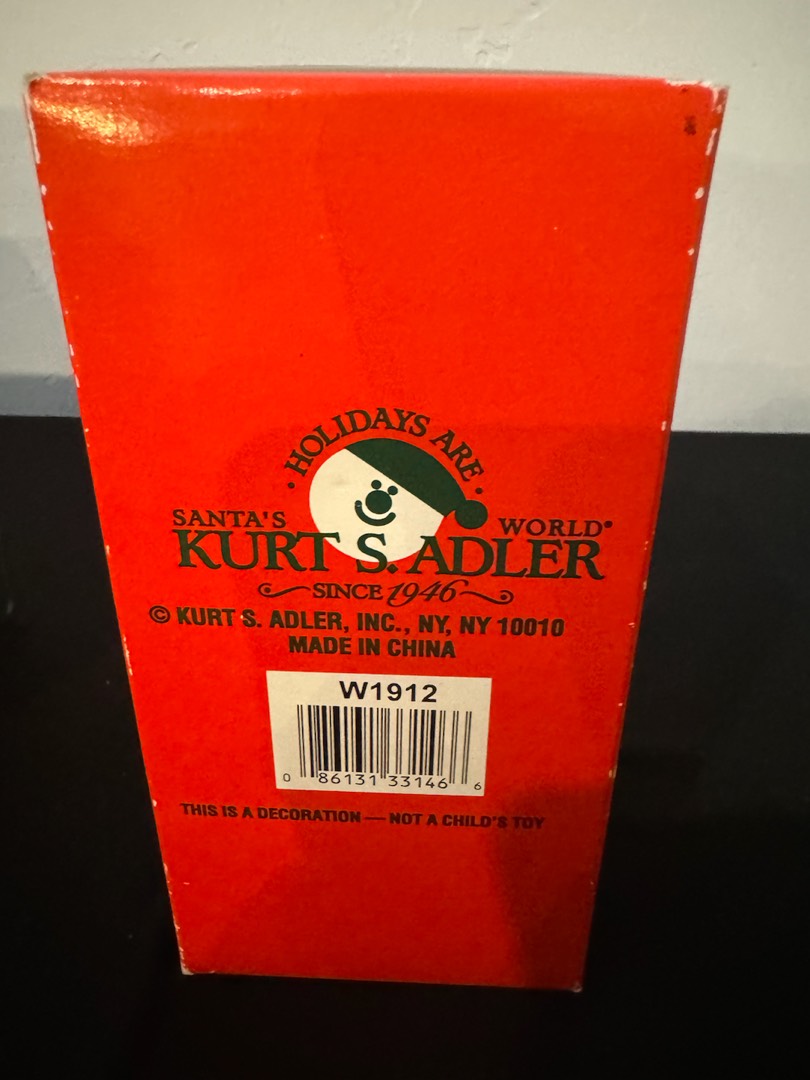 · HOLIDAYS ARE ·
SANTA'S WORLD®
KURT S. ADLER
SINCE 1946
© KURT S. ADLER, INC., NY, NY 10010
MADE IN CHINA
W1912
0 86131 33146 6
THIS IS A DECORATION — NOT A CHILD'S TOY